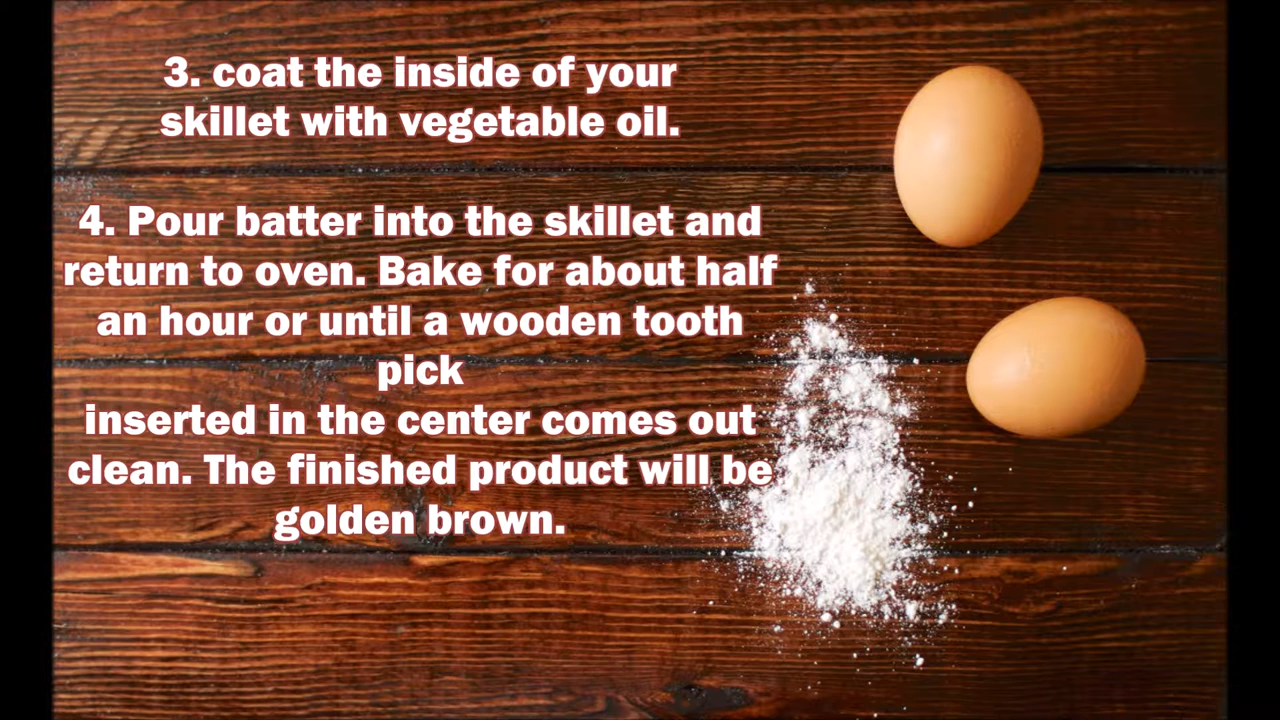 3. coat the inside of your
skillet with vegetable oil.
4. Pour batter into the skillet and
return to oven. Bake for about half
an hour or until a wooden tooth
pick
inserted in the center comes out
clean. The finished product will be
golden brown.